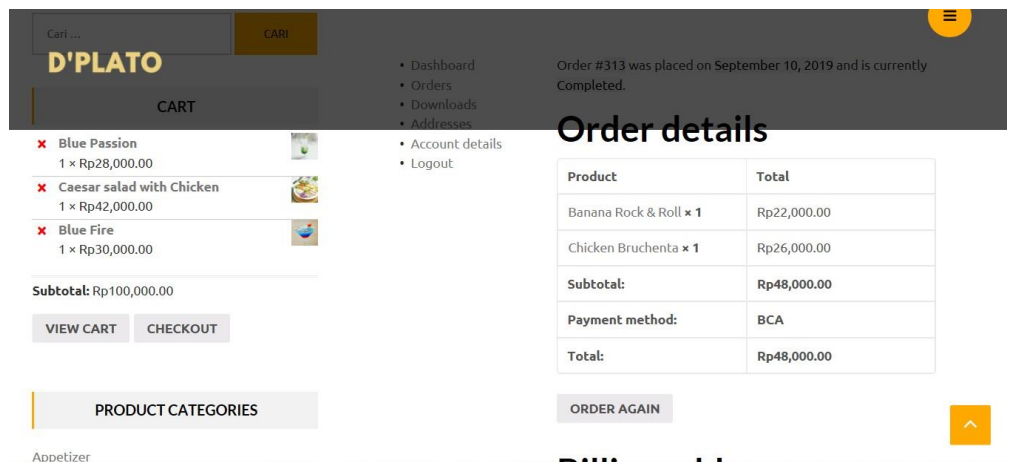 Cari ...
CARI
D'PLATO
CART
× Blue Passion
1 × Rp28,000.00
× Caesar salad with Chicken
1 × Rp42,000.00
× Blue Fire
1 × Rp30,000.00
Subtotal: Rp100,000.00
VIEW CART CHECKOUT
PRODUCT CATEGORIES
Appetizer
• Dashboard
• Orders
• Downloads
• Addresses
• Account details
• Logout
Order #313 was placed on September 10, 2019 and is currently
Completed.
Order details
Product Total
Banana Rock & Roll × 1 Rp22,000.00
Chicken Bruchenta × 1 Rp26,000.00
Subtotal: Rp48,000.00
Payment method: BCA
Total: Rp48,000.00
ORDER AGAIN